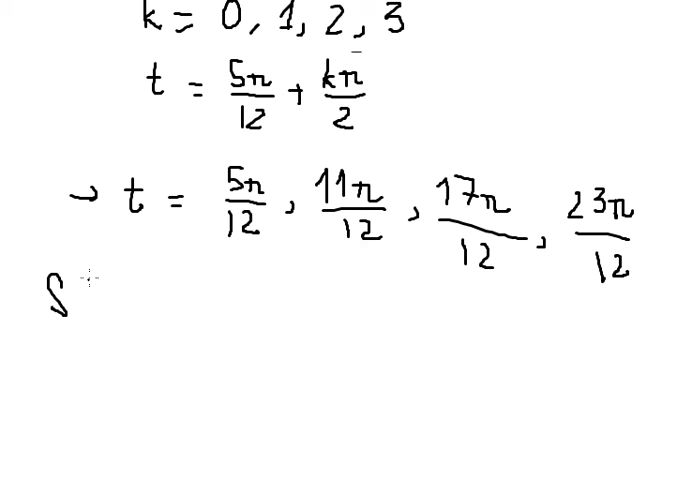 k = 0, 1, 2, 3
t = 5π/12 + kπ/2
→ t = 5π/12, 11π/12, 17π/12, 23π/12
S